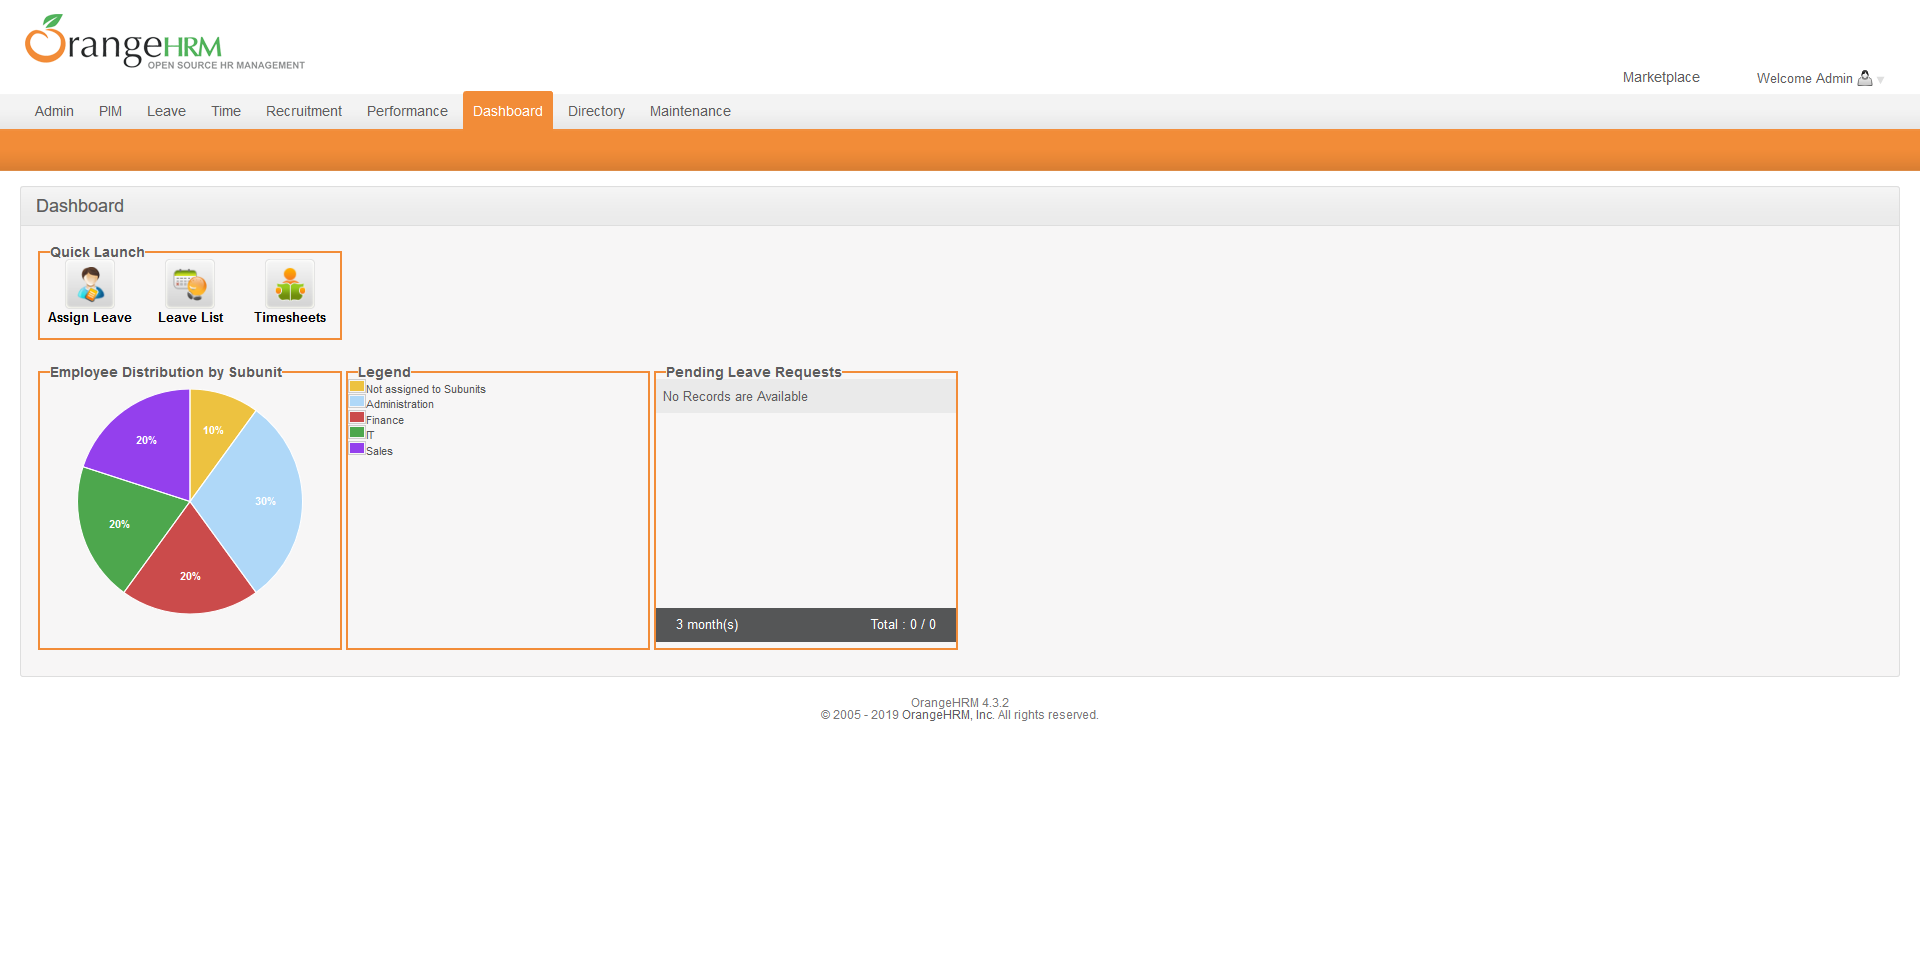 OrangeHRM
OPEN SOURCE HR MANAGEMENT
Marketplace Welcome Admin
Admin PIM Leave Time Recruitment Performance Dashboard Directory Maintenance
Dashboard
Quick Launch
Assign Leave Leave List Timesheets
Employee Distribution by Subunit
10%
30%
20%
20%
20%
Legend
Not assigned to Subunits
Administration
Finance
IT
Sales
Pending Leave Requests
No Records are Available
3 month(s) Total : 0 / 0
OrangeHRM 4.3.2
© 2005 - 2019 OrangeHRM, Inc. All rights reserved.